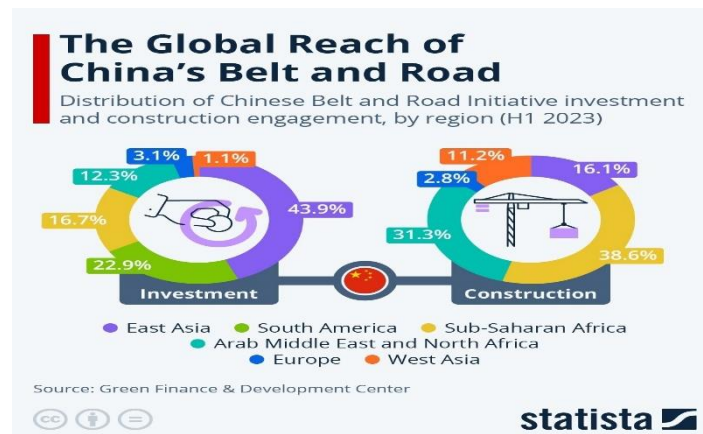 The Global Reach of
China's Belt and Road
Distribution of Chinese Belt and Road Initiative investment
and construction engagement, by region (H1 2023)
3.1%
1.1%
12.3%
43.9%
16.7%
22.9%
Investment
11.2%
16.1%
2.8%
31.3%
38.6%
Construction
East Asia
South America
Sub-Saharan Africa
Arab Middle East and North Africa
Europe
West Asia
Source: Green Finance & Development Center
cc
statista